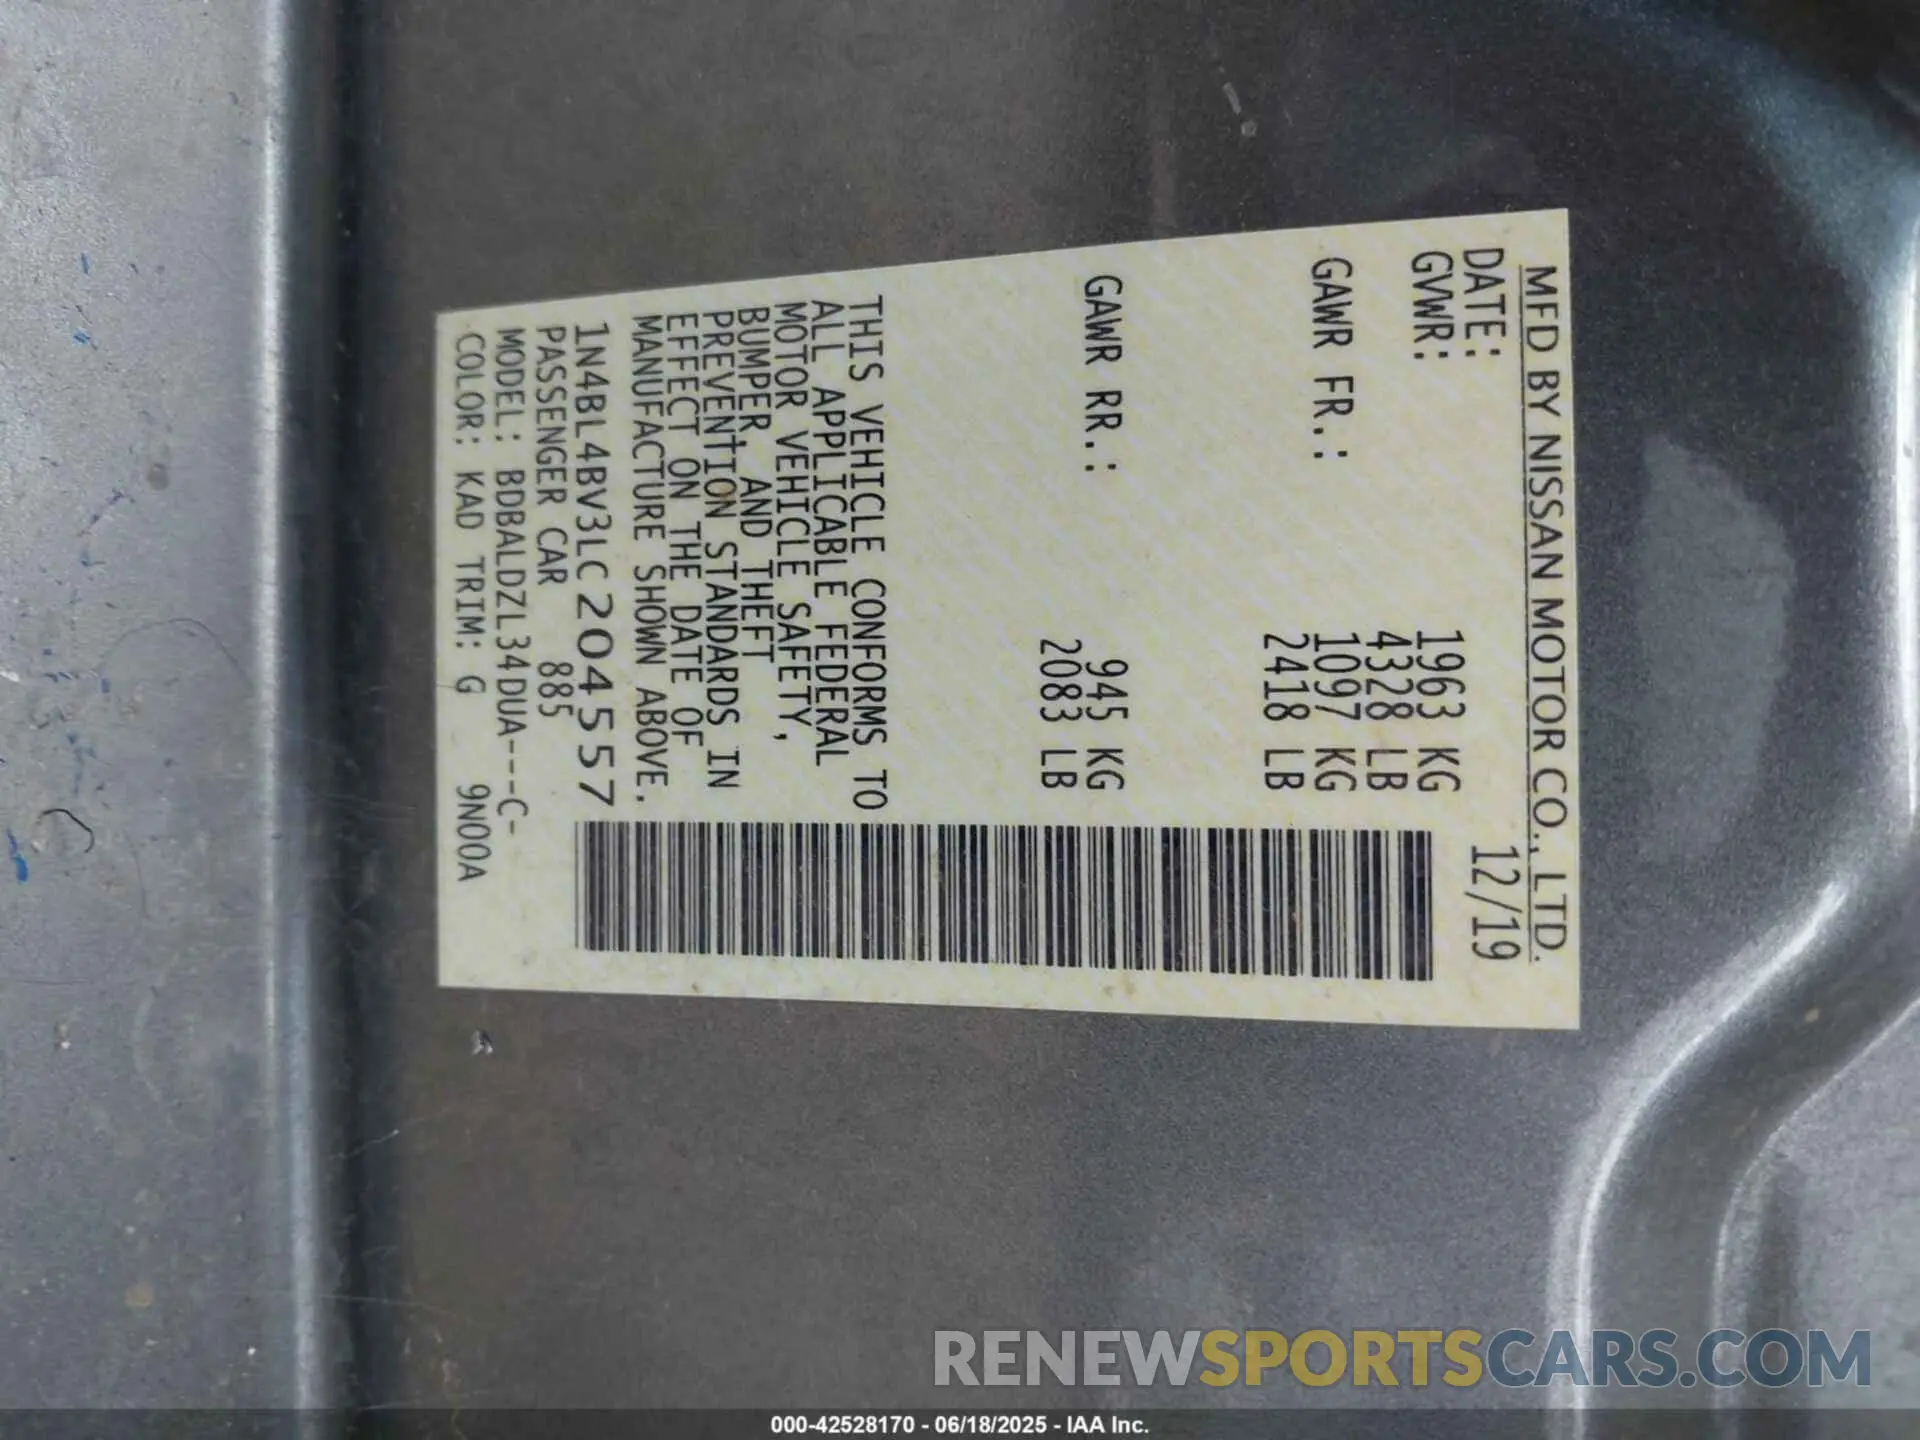 MFD BY NISSAN MOTOR CO., LTD.
DATE: 12/19
GVWR: 1963 KG
4328 LB
GAWR FR.: 1097 KG
2418 LB
GAWR RR.: 945 KG
2083 LB
THIS VEHICLE CONFORMS TO
ALL APPLICABLE FEDERAL
MOTOR VEHICLE SAFETY,
BUMPER, AND THEFT
PREVENTION STANDARDS IN
EFFECT ON THE DATE OF
MANUFACTURE SHOWN ABOVE.
1N4BL4BV3LC204557
PASSENGER CAR 885
MODEL: BDBALDZL34DUA---C-
COLOR: KAD TRIM: G 9N00A
RENEWSPORTSCARS.COM
000-42528170 - 06/18/2025 - IAA Inc.